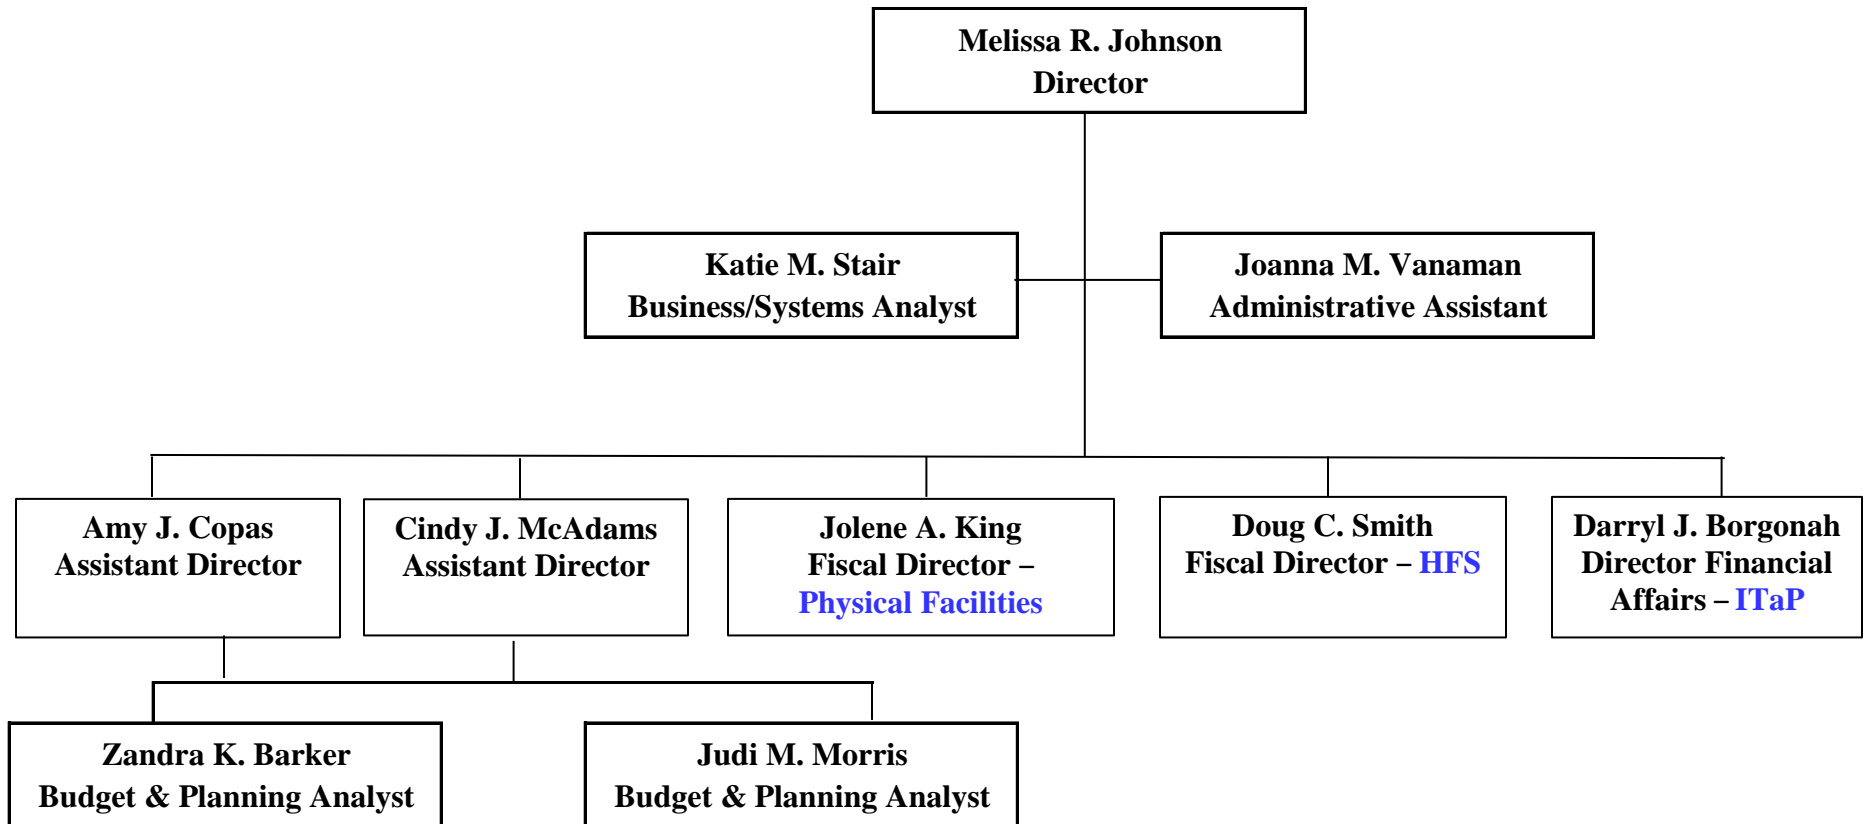 Melissa R. Johnson
Director
Katie M. Stair
Business/Systems Analyst
Joanna M. Vanaman
Administrative Assistant
Amy J. Copas
Assistant Director
Cindy J. McAdams
Assistant Director
Jolene A. King
Fiscal Director –
Physical Facilities
Doug C. Smith
Fiscal Director – HFS
Darryl J. Borgonah
Director Financial
Affairs – ITaP
Zandra K. Barker
Budget & Planning Analyst
Judi M. Morris
Budget & Planning Analyst